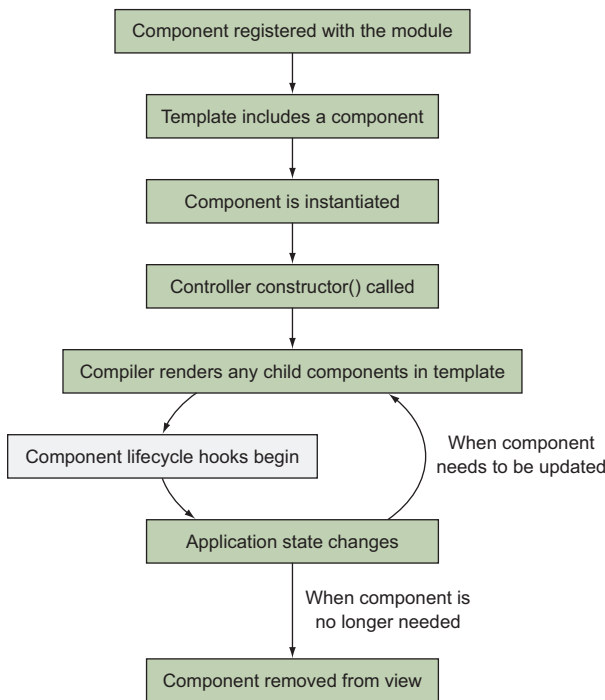 Component registered with the module
Template includes a component
Component is instantiated
Controller constructor() called
Compiler renders any child components in template
Component lifecycle hooks begin
When component
needs to be updated
Application state changes
When component is
no longer needed
Component removed from view